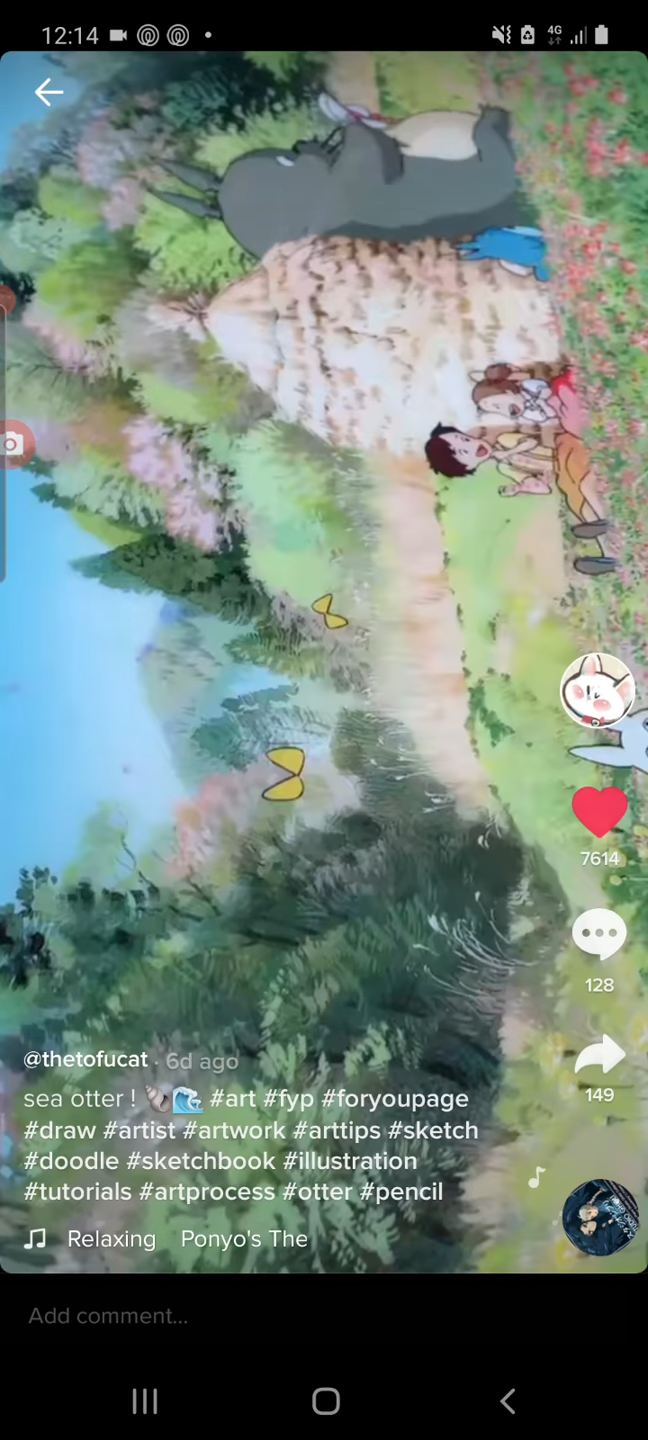 12:14
4G
7614
128
149
@thetofucat · 6d ago
sea otter ! 🐚🌊 #art #fyp #foryoupage
#draw #artist #artwork #arttips #sketch
#doodle #sketchbook #illustration
#tutorials #artprocess #otter #pencil
Relaxing Ponyo's The
Add comment...